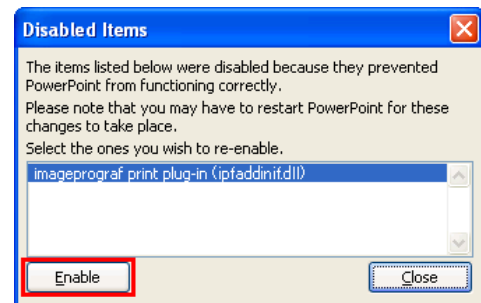 Disabled Items
The items listed below were disabled because they prevented
PowerPoint from functioning correctly.
Please note that you may have to restart PowerPoint for these
changes to take place.
Select the ones you wish to re-enable.
imageprograf print plug-in (ipfaddinif.dll)
Enable
Close